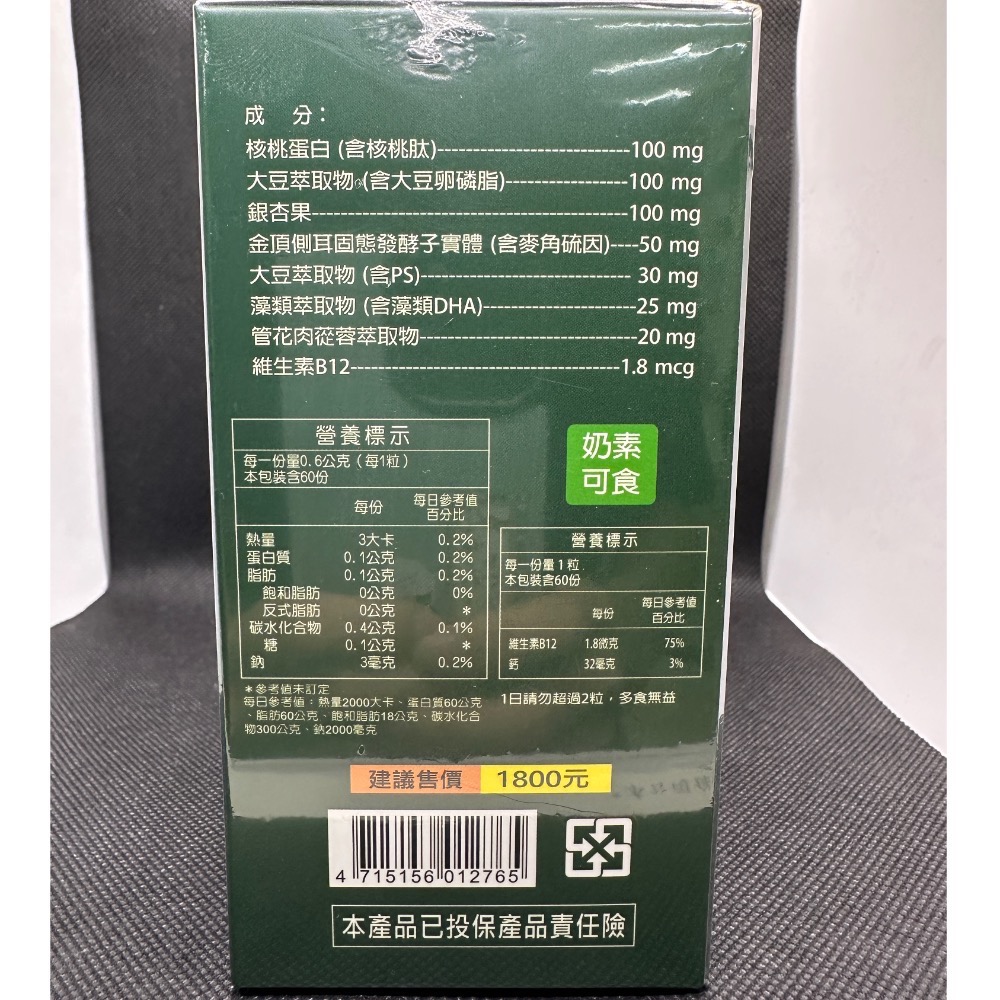 成 分：
核桃蛋白 (含核桃肽)----------------------------100 mg
大豆萃取物 (含大豆卵磷脂)------------------100 mg
銀杏果--------------------------------------------100 mg
金頂側耳固態發酵子實體 (含麥角硫因)----50 mg
大豆萃取物 (含PS)------------------------------ 30 mg
藻類萃取物 (含藻類DHA)----------------------25 mg
管花肉蓯蓉萃取物-------------------------------20 mg
維生素B12--------------------------------------1.8 mcg
營養標示
每一份量0.6公克（每1粒）
本包裝含60份
每份 每日參考值百分比
熱量 3大卡 0.2%
蛋白質 0.1公克 0.2%
脂肪 0.1公克 0.2%
飽和脂肪 0公克 0%
反式脂肪 0公克 *
碳水化合物 0.4公克 0.1%
糖 0.1公克 *
鈉 3毫克 0.2%
*參考值未訂定
每日參考值：熱量2000大卡、蛋白質60公克
、脂肪60公克、飽和脂肪18公克、碳水化合
物300公克、鈉2000毫克
奶素
可食
營養標示
每一份量1粒
本包裝含60份
每份 每日參考值百分比
維生素B12 1.8微克 75%
鈣 32毫克 3%
1日請勿超過2粒，多食無益
建議售價 1800元
4 715156 012765
本產品已投保產品責任險